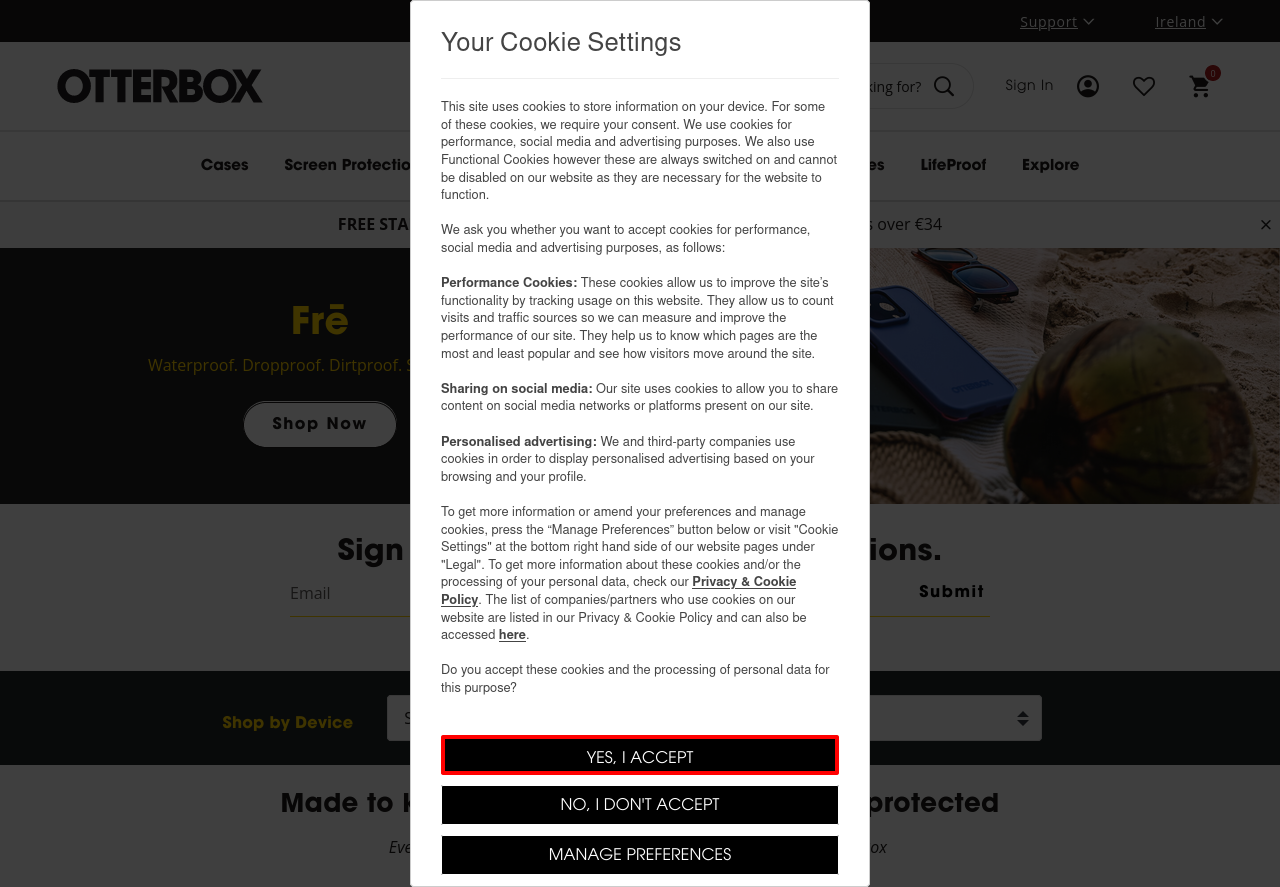 Support
Ireland
OTTERBOX
king for?
Sign In
0
Cases
Screen Protectio
es
LifeProof
Explore
FREE STA
s over €34
Frē
Waterproof. Dropproof. Dirtproof. S
Shop Now
Sign
ions.
Email
Submit
Shop by Device
S
Made to k
protected
Eve
ox
Your Cookie Settings
This site uses cookies to store information on your device. For some
of these cookies, we require your consent. We use cookies for
performance, social media and advertising purposes. We also use
Functional Cookies however these are always switched on and cannot
be disabled on our website as they are necessary for the website to
function.
We ask you whether you want to accept cookies for performance,
social media and advertising purposes, as follows:
Performance Cookies: These cookies allow us to improve the site's
functionality by tracking usage on this website. They allow us to count
visits and traffic sources so we can measure and improve the
performance of our site. They help us to know which pages are the
most and least popular and see how visitors move around the site.
Sharing on social media: Our site uses cookies to allow you to share
content on social media networks or platforms present on our site.
Personalised advertising: We and third-party companies use
cookies in order to display personalised advertising based on your
browsing and your profile.
To get more information or amend your preferences and manage
cookies, press the “Manage Preferences” button below or visit "Cookie
Settings" at the bottom right hand side of our website pages under
"Legal". To get more information about these cookies and/or the
processing of your personal data, check our Privacy & Cookie
Policy. The list of companies/partners who use cookies on our
website are listed in our Privacy & Cookie Policy and can also be
accessed here.
Do you accept these cookies and the processing of personal data for
this purpose?
YES, I ACCEPT
NO, I DON'T ACCEPT
MANAGE PREFERENCES